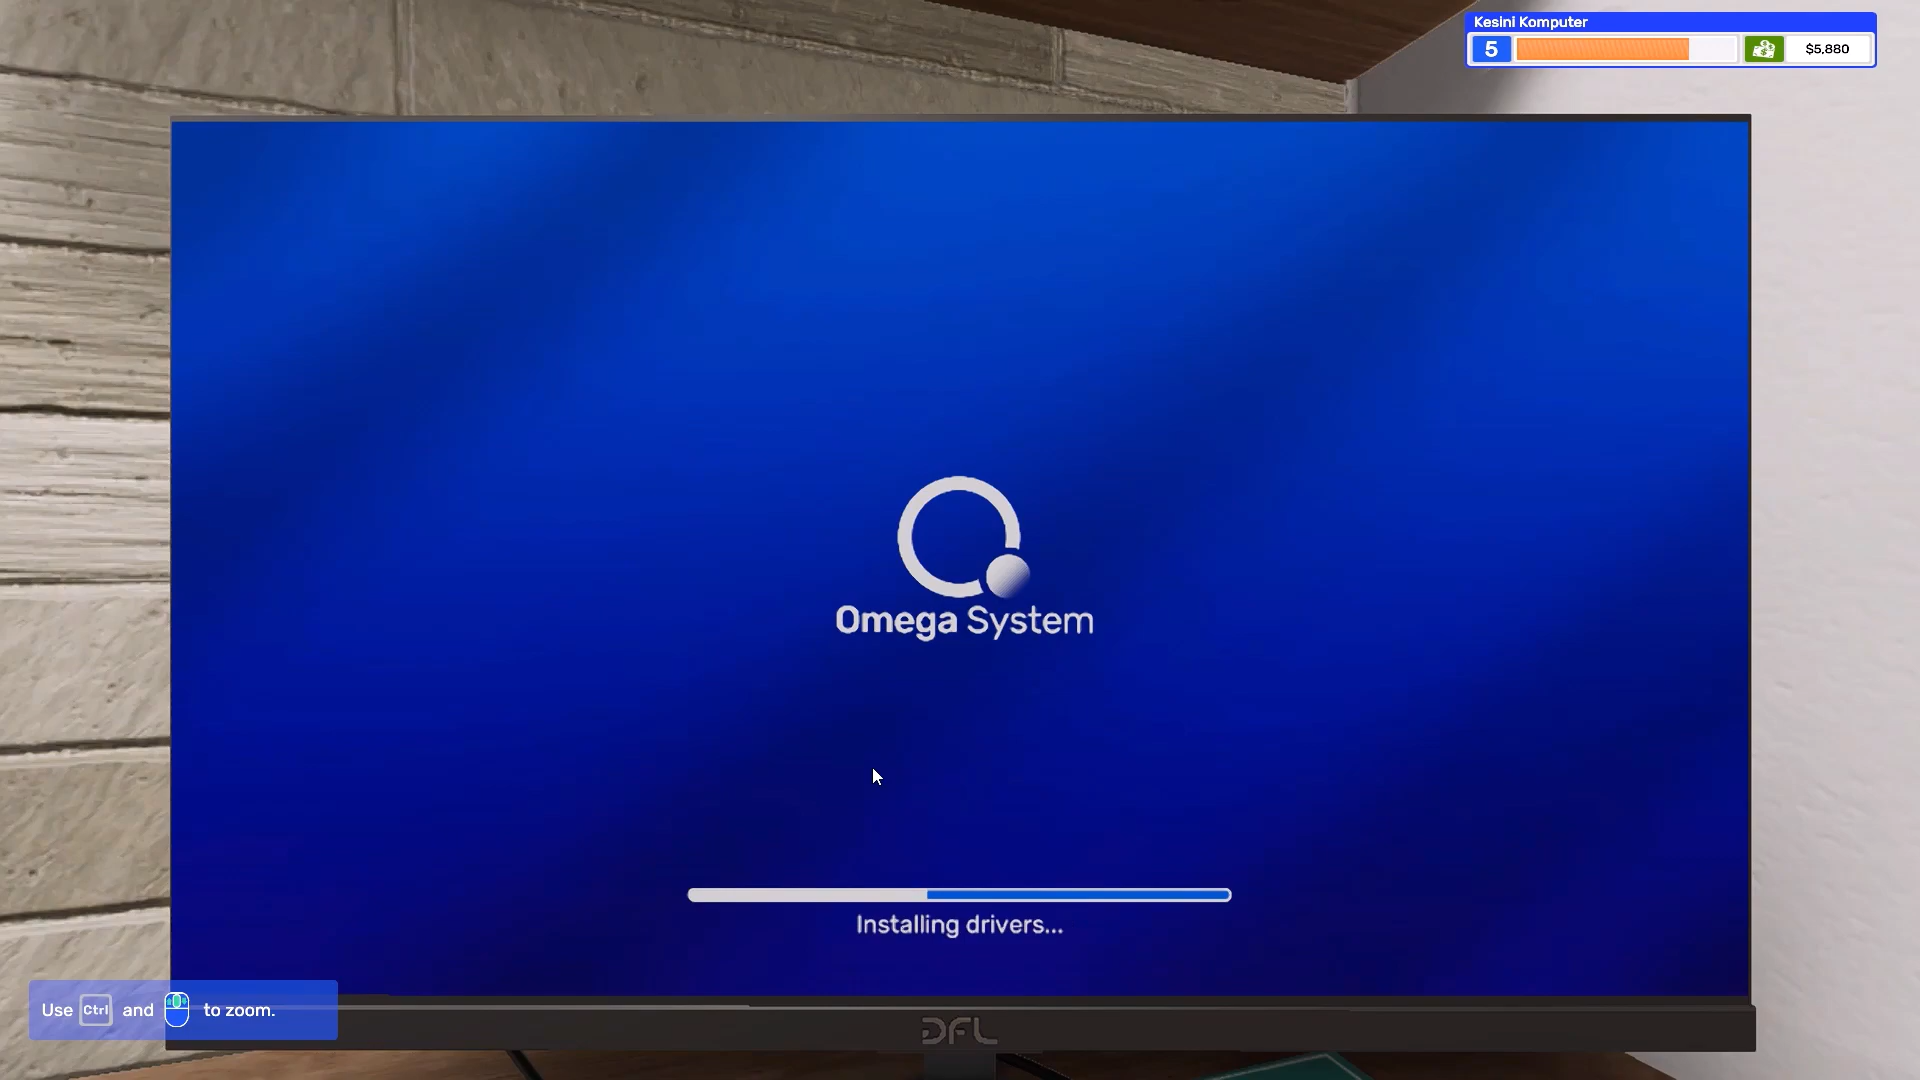 Kesini Komputer
5
$5,880
Omega System
Installing drivers...
Use Ctrl and to zoom.
DFL